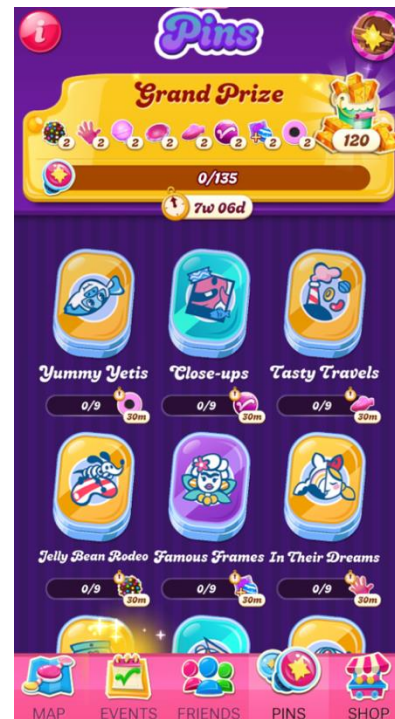 i
Pins
Grand Prize
2 2 2 2 2 2 2 2
120
0/135
7w 06d
Yummy Yetis Close-ups Tasty Travels
0/9 30m 0/9 30m 0/9 30m
Jelly Bean Rodeo Famous Frames In Their Dreams
0/9 30m 0/9 30m 0/9 30m
MAP EVENTS FRIENDS PINS SHOP